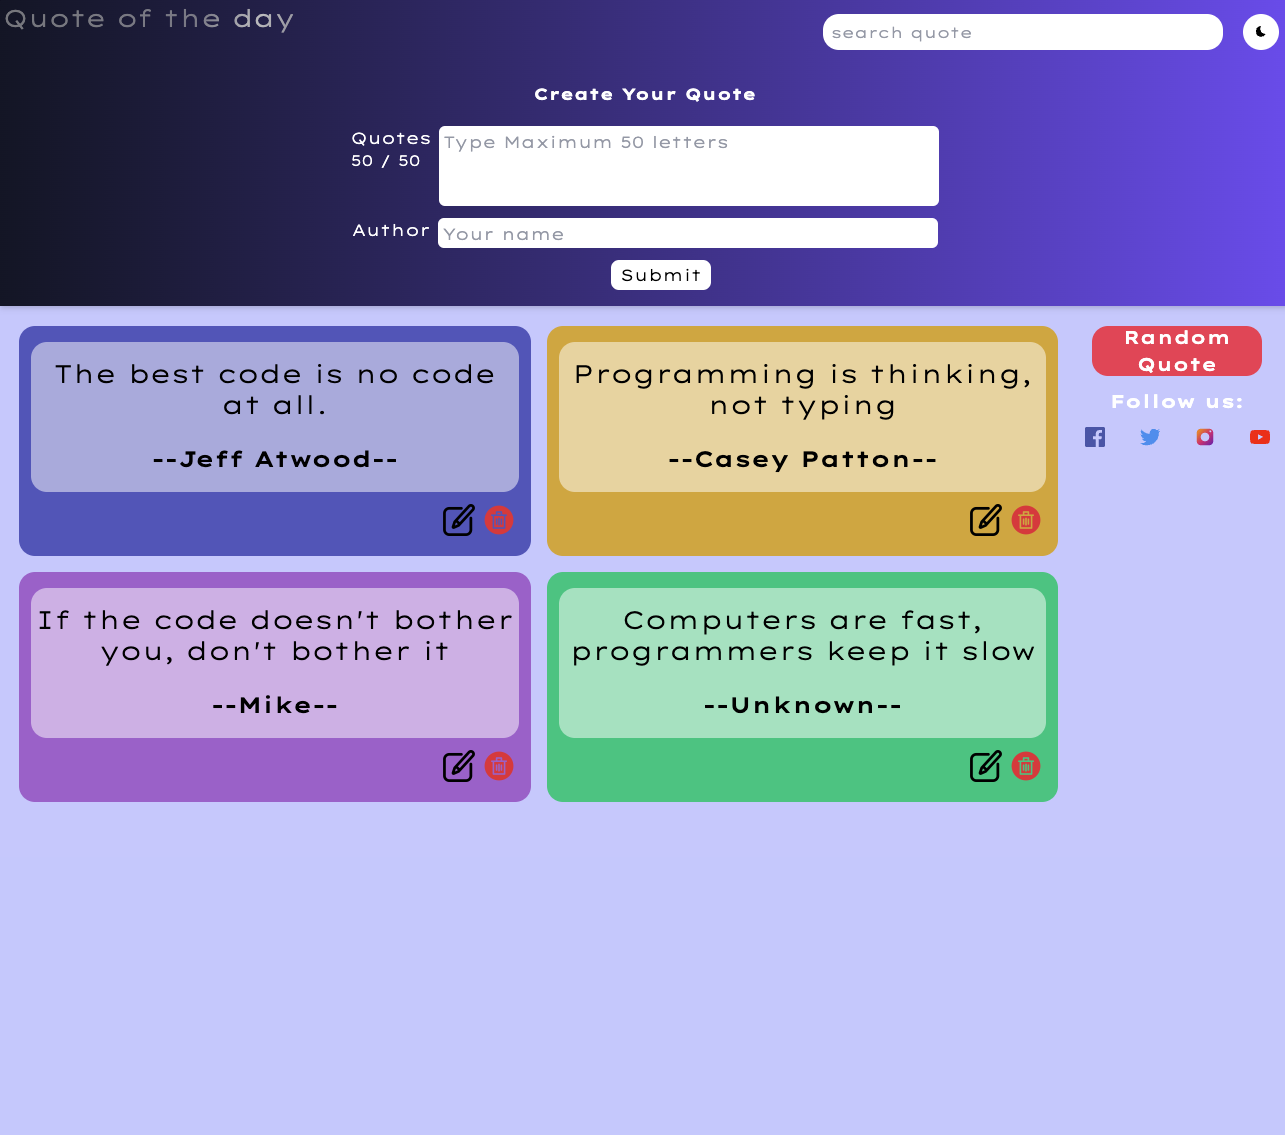 Quote of the day
search quote
Create Your Quote
Quotes
50 / 50
Type Maximum 50 letters
Author
Your name
Submit
The best code is no code
at all.
--Jeff Atwood--
Programming is thinking,
not typing
--Casey Patton--
If the code doesn't bother
you, don't bother it
--Mike--
Computers are fast,
programmers keep it slow
--Unknown--
Random
Quote
Follow us: